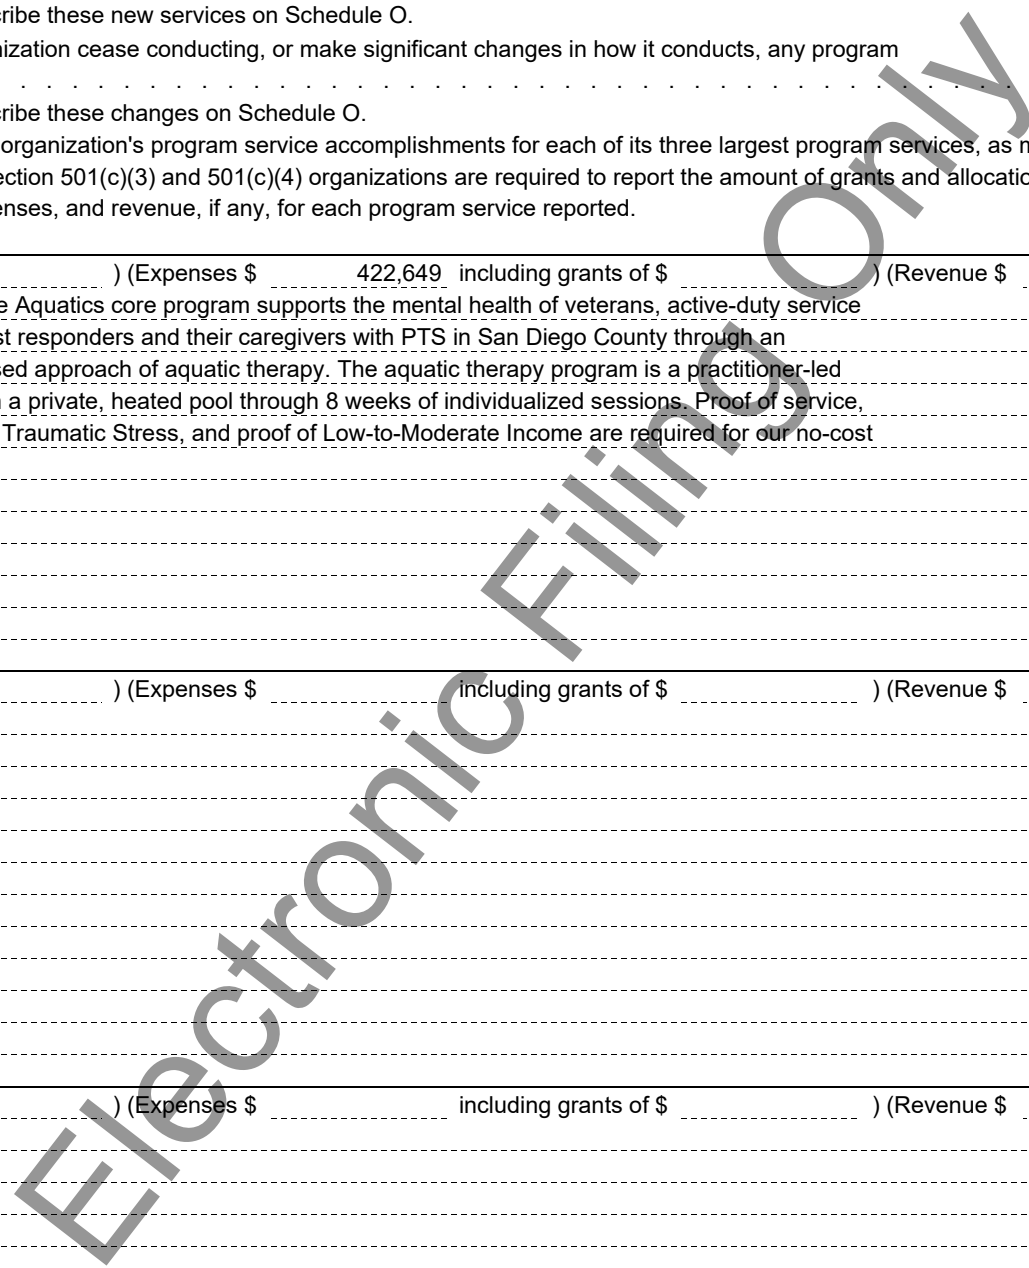 ribe these new services on Schedule O.
nization cease conducting, or make significant changes in how it conducts, any program
. . . . . . . . . . . . . . . . . . . . . . . . . . . . . . . . . . . . . . .
ribe these changes on Schedule O.
organization's program service accomplishments for each of its three largest program services, as m
ection 501(c)(3) and 501(c)(4) organizations are required to report the amount of grants and allocatio
enses, and revenue, if any, for each program service reported.
) (Expenses $ 422,649 including grants of $ ) (Revenue $
e Aquatics core program supports the mental health of veterans, active-duty service
st responders and their caregivers with PTS in San Diego County through an
sed approach of aquatic therapy. The aquatic therapy program is a practitioner-led
n a private, heated pool through 8 weeks of individualized sessions. Proof of service,
Traumatic Stress, and proof of Low-to-Moderate Income are required for our no-cost
) (Expenses $ including grants of $ ) (Revenue $
) (Expenses $ including grants of $ ) (Revenue $
Electronic Filing Only